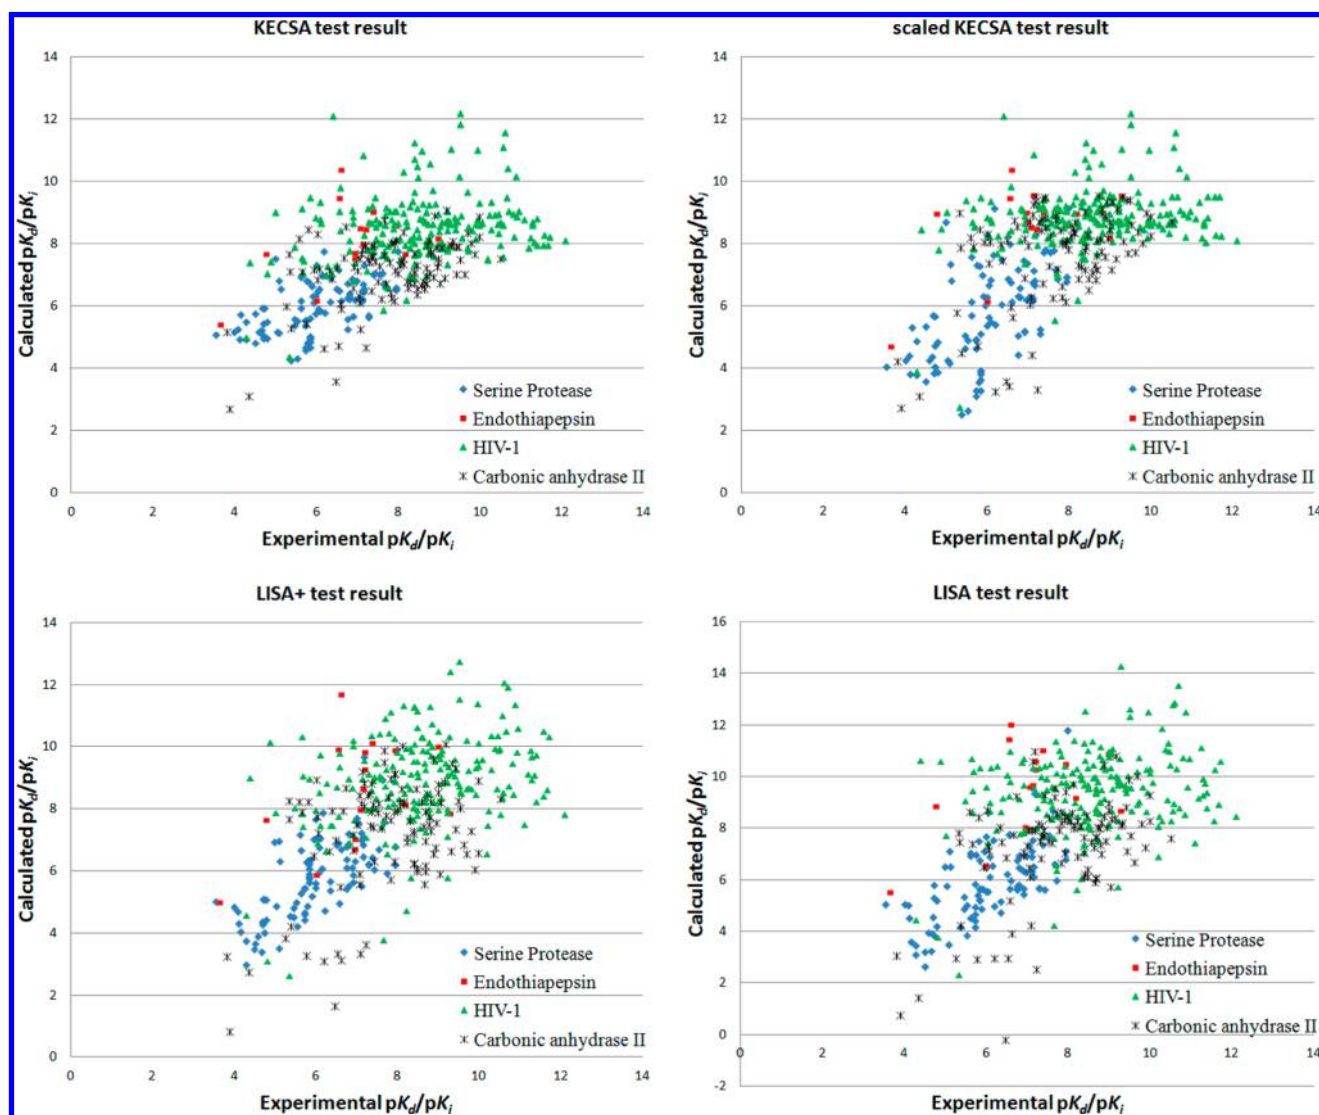 KECSA test result
14
12
10
8
6
4
2
0
Calculated pKd/pKi
Serine Protease
Endothiapepsin
HIV-1
Carbonic anhydrase II
0 2 4 6 8 10 12 14
Experimental pKd/pKi
scaled KECSA test result
14
12
10
8
6
4
2
0
Calculated pKd/pKi
Serine Protease
Endothiapepsin
HIV-1
Carbonic anhydrase II
0 2 4 6 8 10 12 14
Experimental pKd/pKi
LISA+ test result
14
12
10
8
6
4
2
0
Calculated pKd/pKi
Serine Protease
Endothiapepsin
HIV-1
Carbonic anhydrase II
0 2 4 6 8 10 12 14
Experimental pKd/pKi
LISA test result
16
14
12
10
8
6
4
2
0
-2
Calculated pKd/pKi
Serine Protease
Endothiapepsin
HIV-1
Carbonic anhydrase II
0 2 4 6 8 10 12 14
Experimental pKd/pKi